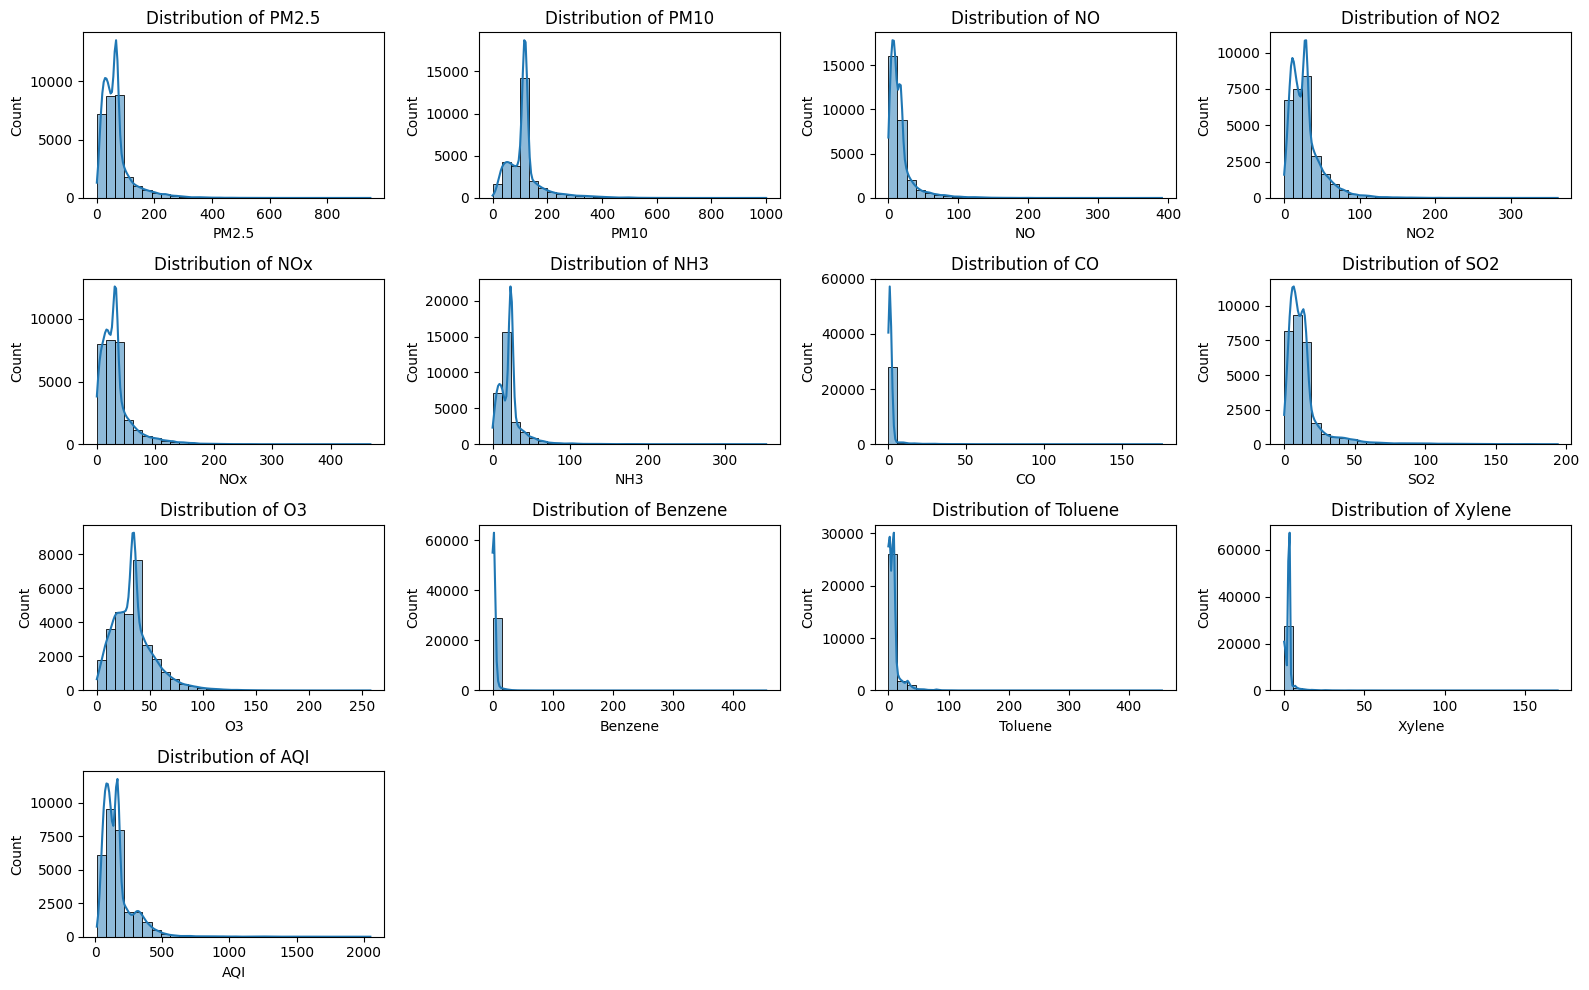 Distribution of PM2.5
Count
10000
5000
0
0 200 400 600 800
PM2.5
Distribution of PM10
Count
15000
10000
5000
0
0 200 400 600 800 1000
PM10
Distribution of NO
Count
15000
10000
5000
0
0 100 200 300 400
NO
Distribution of NO2
Count
10000
7500
5000
2500
0
0 100 200 300
NO2
Distribution of NOx
Count
10000
5000
0
0 100 200 300 400
NOx
Distribution of NH3
Count
20000
15000
10000
5000
0
0 100 200 300
NH3
Distribution of CO
Count
60000
40000
20000
0
0 50 100 150
CO
Distribution of SO2
Count
10000
7500
5000
2500
0
0 50 100 150 200
SO2
Distribution of O3
Count
8000
6000
4000
2000
0
0 50 100 150 200 250
O3
Distribution of Benzene
Count
60000
40000
20000
0
0 100 200 300 400
Benzene
Distribution of Toluene
Count
30000
20000
10000
0
0 100 200 300 400
Toluene
Distribution of Xylene
Count
60000
40000
20000
0
0 50 100 150
Xylene
Distribution of AQI
Count
10000
7500
5000
2500
0
0 500 1000 1500 2000
AQI